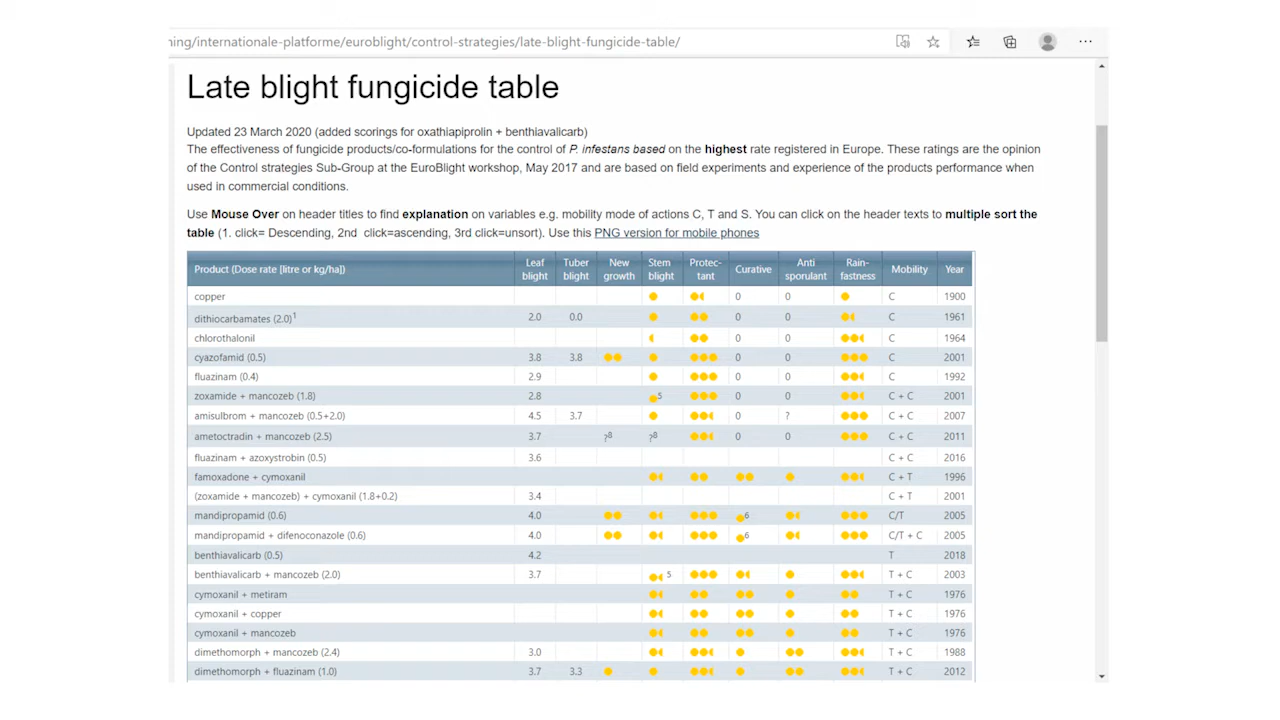 ning/internationale-platforme/euroblight/control-strategies/late-blight-fungicide-table/
Late blight fungicide table
Updated 23 March 2020 (added scorings for oxathiapiprolin + benthiavalicarb)
The effectiveness of fungicide products/co-formulations for the control of P. infestans based on the highest rate registered in Europe. These ratings are the opinion
of the Control strategies Sub-Group at the EuroBlight workshop, May 2017 and are based on field experiments and experience of the products performance when
used in commercial conditions.
Use Mouse Over on header titles to find explanation on variables e.g. mobility mode of actions C, T and S. You can click on the header texts to multiple sort the
table (1. click= Descending, 2nd click=ascending, 3rd click=unsort). Use this PNG version for mobile phones
Product (Dose rate [litre or kg/ha]) Leaf blight Tuber blight New growth Stem blight Protec- tant Curative Anti sporulant Rain- fastness Mobility Year
copper 0 0 C 1900
dithiocarbamates (2.0)1 2.0 0.0 0 0 C 1961
chlorothalonil 0 0 C 1964
cyazofamid (0.5) 3.8 3.8 0 0 C 2001
fluazinam (0.4) 2.9 0 0 C 1992
zoxamide + mancozeb (1.8) 2.8 5 0 0 C + C 2001
amisulbrom + mancozeb (0.5+2.0) 4.5 3.7 0 ? C + C 2007
ametoctradin + mancozeb (2.5) 3.7 ?8 ?8 0 0 C + C 2011
fluazinam + azoxystrobin (0.5) 3.6 C + C 2016
famoxadone + cymoxanil C + T 1996
(zoxamide + mancozeb) + cymoxanil (1.8+0.2) 3.4 C + T 2001
mandipropamid (0.6) 4.0 6 C/T 2005
mandipropamid + difenoconazole (0.6) 4.0 6 C/T + C 2005
benthiavalicarb (0.5) 4.2 T 2018
benthiavalicarb + mancozeb (2.0) 3.7 5 T + C 2003
cymoxanil + metiram T + C 1976
cymoxanil + copper T + C 1976
cymoxanil + mancozeb T + C 1976
dimethomorph + mancozeb (2.4) 3.0 T + C 1988
dimethomorph + fluazinam (1.0) 3.7 3.3 T + C 2012